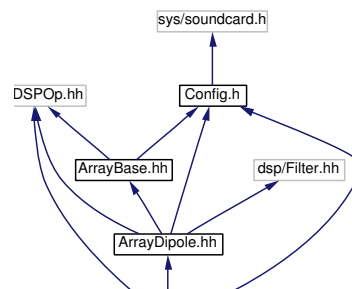 sys/soundcard.h
DSPOp.hh
Config.h
ArrayBase.hh
dsp/Filter.hh
ArrayDipole.hh